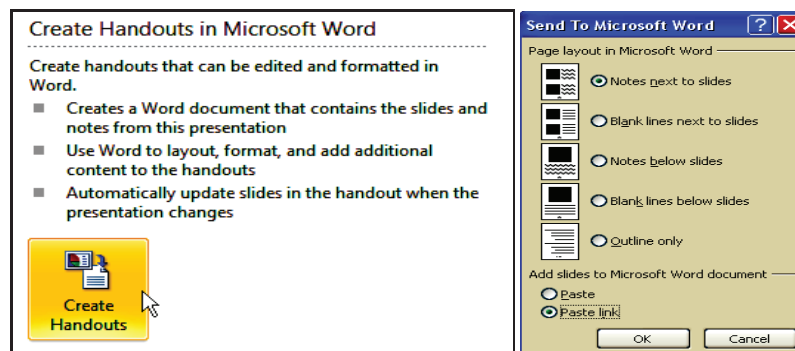 Create Handouts in Microsoft Word
Create handouts that can be edited and formatted in
Word.
Creates a Word document that contains the slides and
notes from this presentation
Use Word to layout, format, and add additional
content to the handouts
Automatically update slides in the handout when the
presentation changes
Create
Handouts
Send To Microsoft Word
Page layout in Microsoft Word
Notes next to slides
Blank lines next to slides
Notes below slides
Blank lines below slides
Outline only
Add slides to Microsoft Word document
Paste
Paste link
OK
Cancel